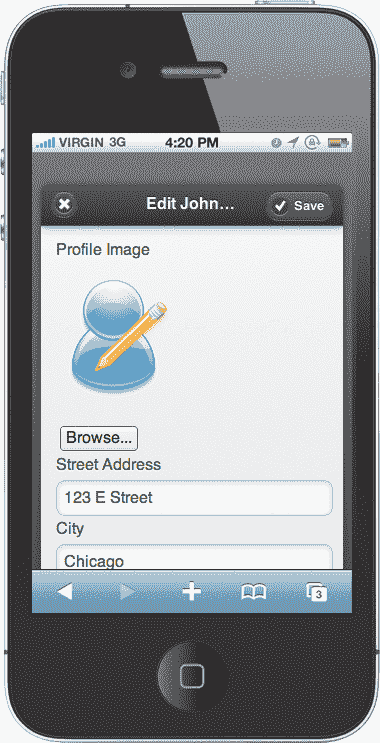 VIRGIN 3G 4:20 PM
Edit John... Save
Profile Image
Browse...
Street Address
123 E Street
City
Chicago
3